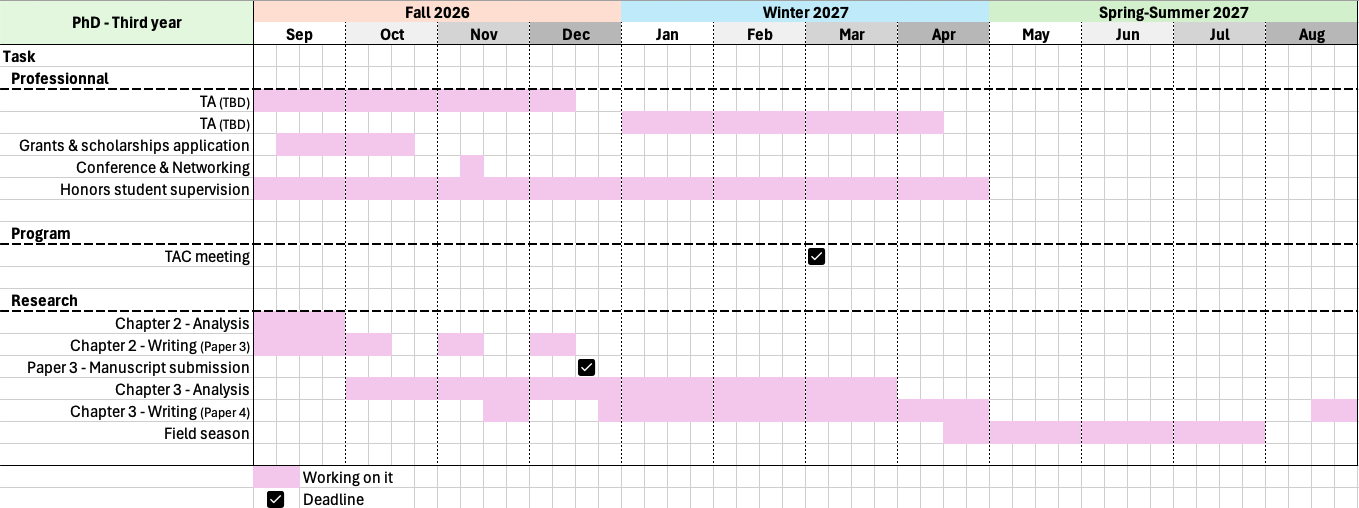 PhD - Third year
Fall 2026 Winter 2027 Spring-Summer 2027
Sep Oct Nov Dec Jan Feb Mar Apr May Jun Jul Aug
Task
Professionnal
TA (TBD)
TA (TBD)
Grants & scholarships application
Conference & Networking
Honors student supervision
Program
TAC meeting
Research
Chapter 2 - Analysis
Chapter 2 - Writing (Paper 3)
Paper 3 - Manuscript submission
Chapter 3 - Analysis
Chapter 3 - Writing (Paper 4)
Field season
Working on it
Deadline